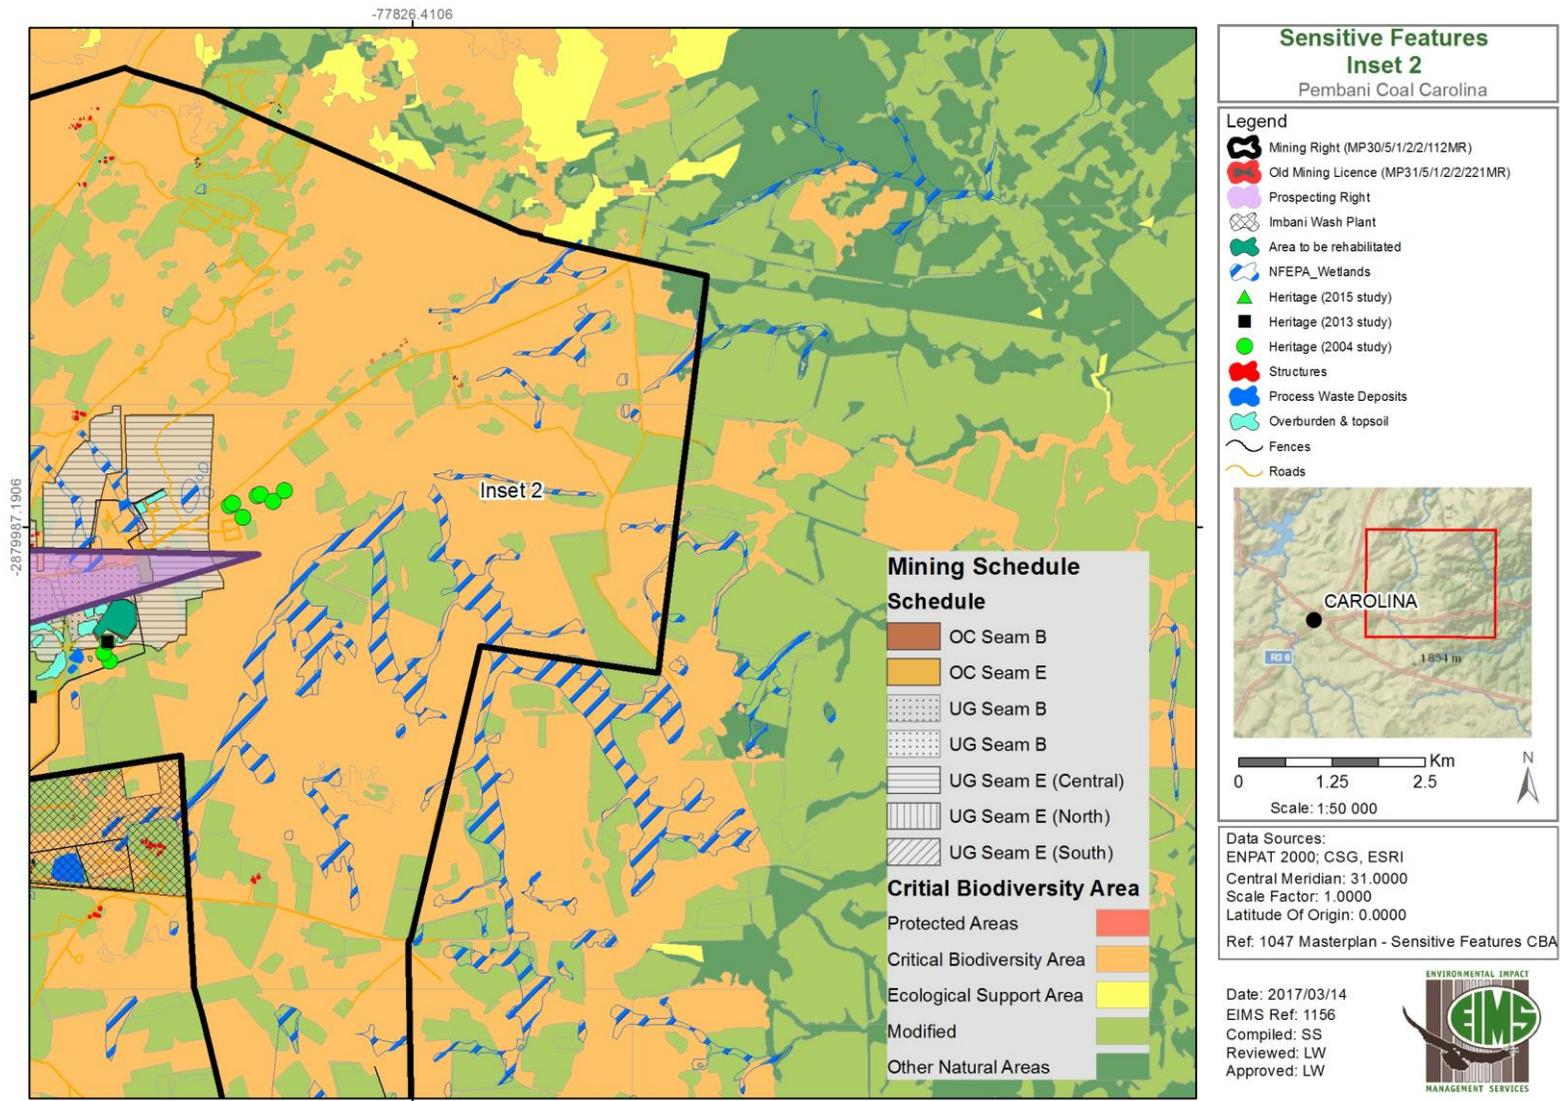 -77826.4106
-2879987.1906
Inset 2
Mining Schedule
Schedule
OC Seam B
OC Seam E
UG Seam B
UG Seam B
UG Seam E (Central)
UG Seam E (North)
UG Seam E (South)
Critial Biodiversity Area
Protected Areas
Critical Biodiversity Area
Ecological Support Area
Modified
Other Natural Areas
Sensitive Features
Inset 2
Pembani Coal Carolina
Legend
Mining Right (MP30/5/1/2/2/112MR)
Old Mining Licence (MP31/5/1/2/2/221MR)
Prospecting Right
Imbani Wash Plant
Area to be rehabilitated
NFEPA_Wetlands
Heritage (2015 study)
Heritage (2013 study)
Heritage (2004 study)
Structures
Process Waste Deposits
Overburden & topsoil
Fences
Roads
CAROLINA
R36
1854 m
Km
0 1.25 2.5
N
Scale: 1:50 000
Data Sources:
ENPAT 2000; CSG, ESRI
Central Meridian: 31.0000
Scale Factor: 1.0000
Latitude Of Origin: 0.0000
Ref: 1047 Masterplan - Sensitive Features CBA
Date: 2017/03/14
EIMS Ref: 1156
Compiled: SS
Reviewed: LW
Approved: LW
ENVIRONMENTAL IMPACT
EIMS
MANAGEMENT SERVICES